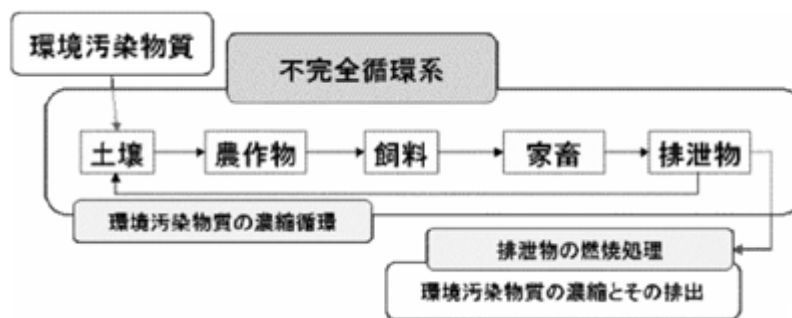 環境汚染物質
不完全循環系
土壌
農作物
飼料
家畜
排泄物
環境汚染物質の濃縮循環
排泄物の燃焼処理
環境汚染物質の濃縮とその排出